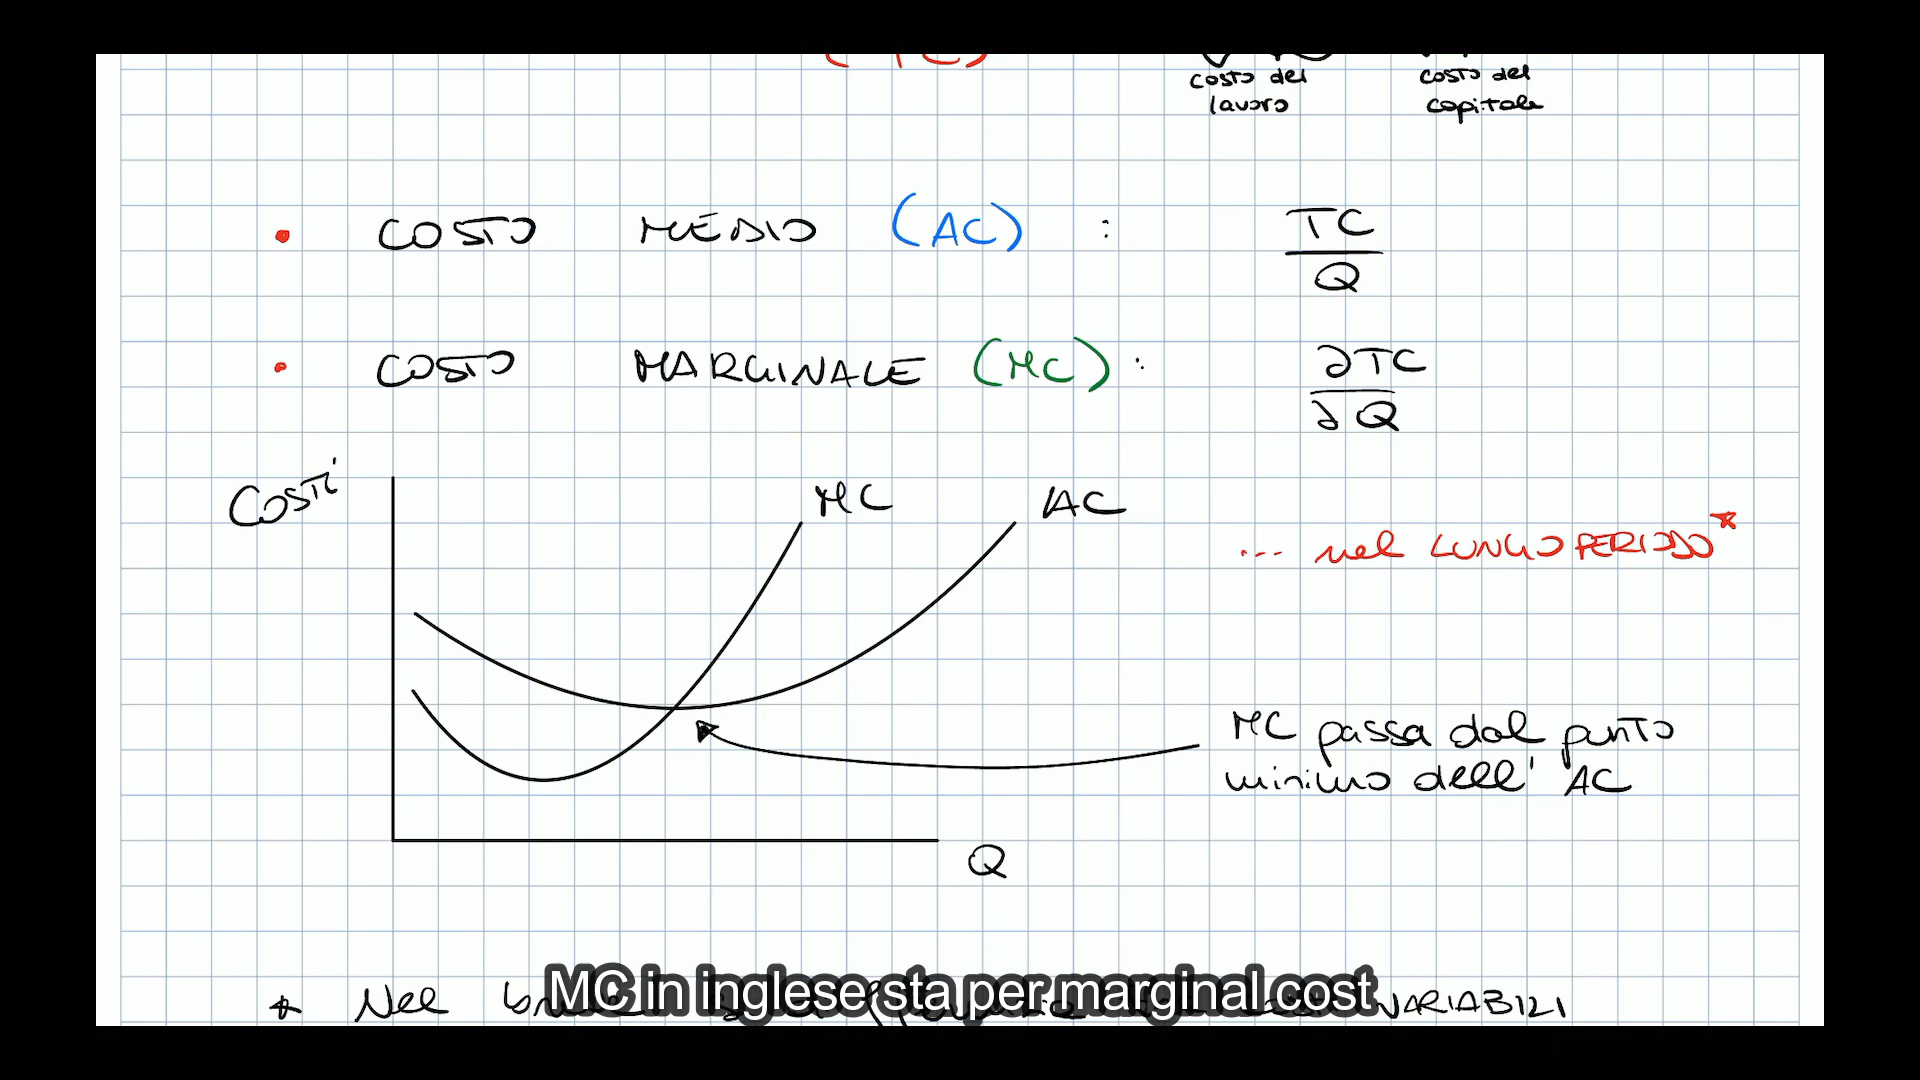 (TC)
costo del
lavoro
costo del
capitale
• COSTO MEDIO (AC) : TC
Q
• COSTO MARGINALE (MC) : ∂TC
∂Q
Costi
MC
AC
... nel LUNGO PERIODO*
MC passa dal punto
minimo dell' AC
Q
* Nel VARIABILI
MC in inglese sta per marginal cost